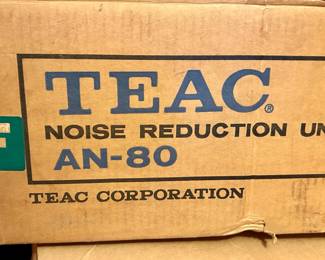 TEAC®
NOISE REDUCTION UN
AN-80
TEAC CORPORATION
F